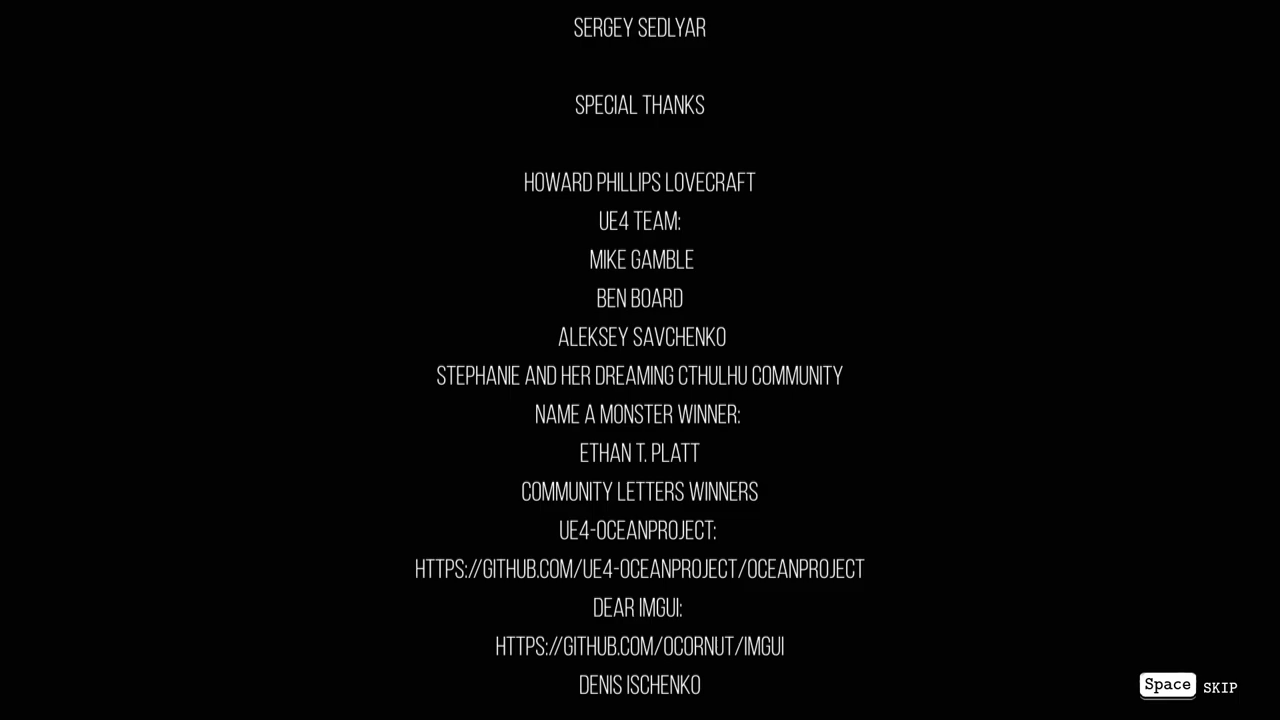 SERGEY SEDLYAR
SPECIAL THANKS
HOWARD PHILLIPS LOVECRAFT
UE4 TEAM:
MIKE GAMBLE
BEN BOARD
ALEKSEY SAVCHENKO
STEPHANIE AND HER DREAMING CTHULHU COMMUNITY
NAME A MONSTER WINNER:
ETHAN T. PLATT
COMMUNITY LETTERS WINNERS
UE4-OCEANPROJECT:
HTTPS://GITHUB.COM/UE4-OCEANPROJECT/OCEANPROJECT
DEAR IMGUI:
HTTPS://GITHUB.COM/OCORNUT/IMGUI
DENIS ISCHENKO
Space SKIP